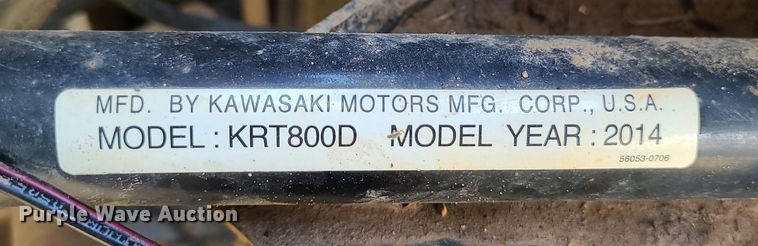 MFD. BY KAWASAKI MOTORS MFG. CORP., U.S.A.
MODEL : KRT800D MODEL YEAR : 2014
56053-0706
Purple Wave Auction